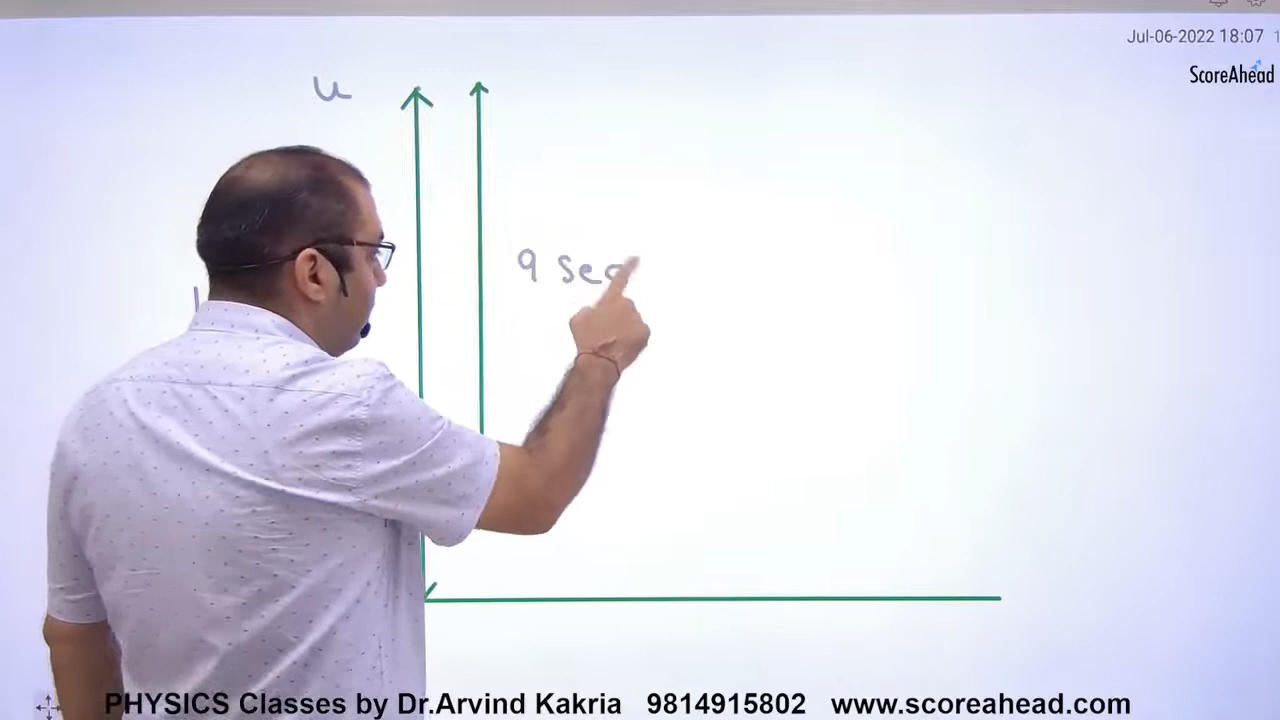 Jul-06-2022 18:07
ScoreAhead
u
9 sec
PHYSICS Classes by Dr.Arvind Kakria 9814915802 www.scoreahead.com